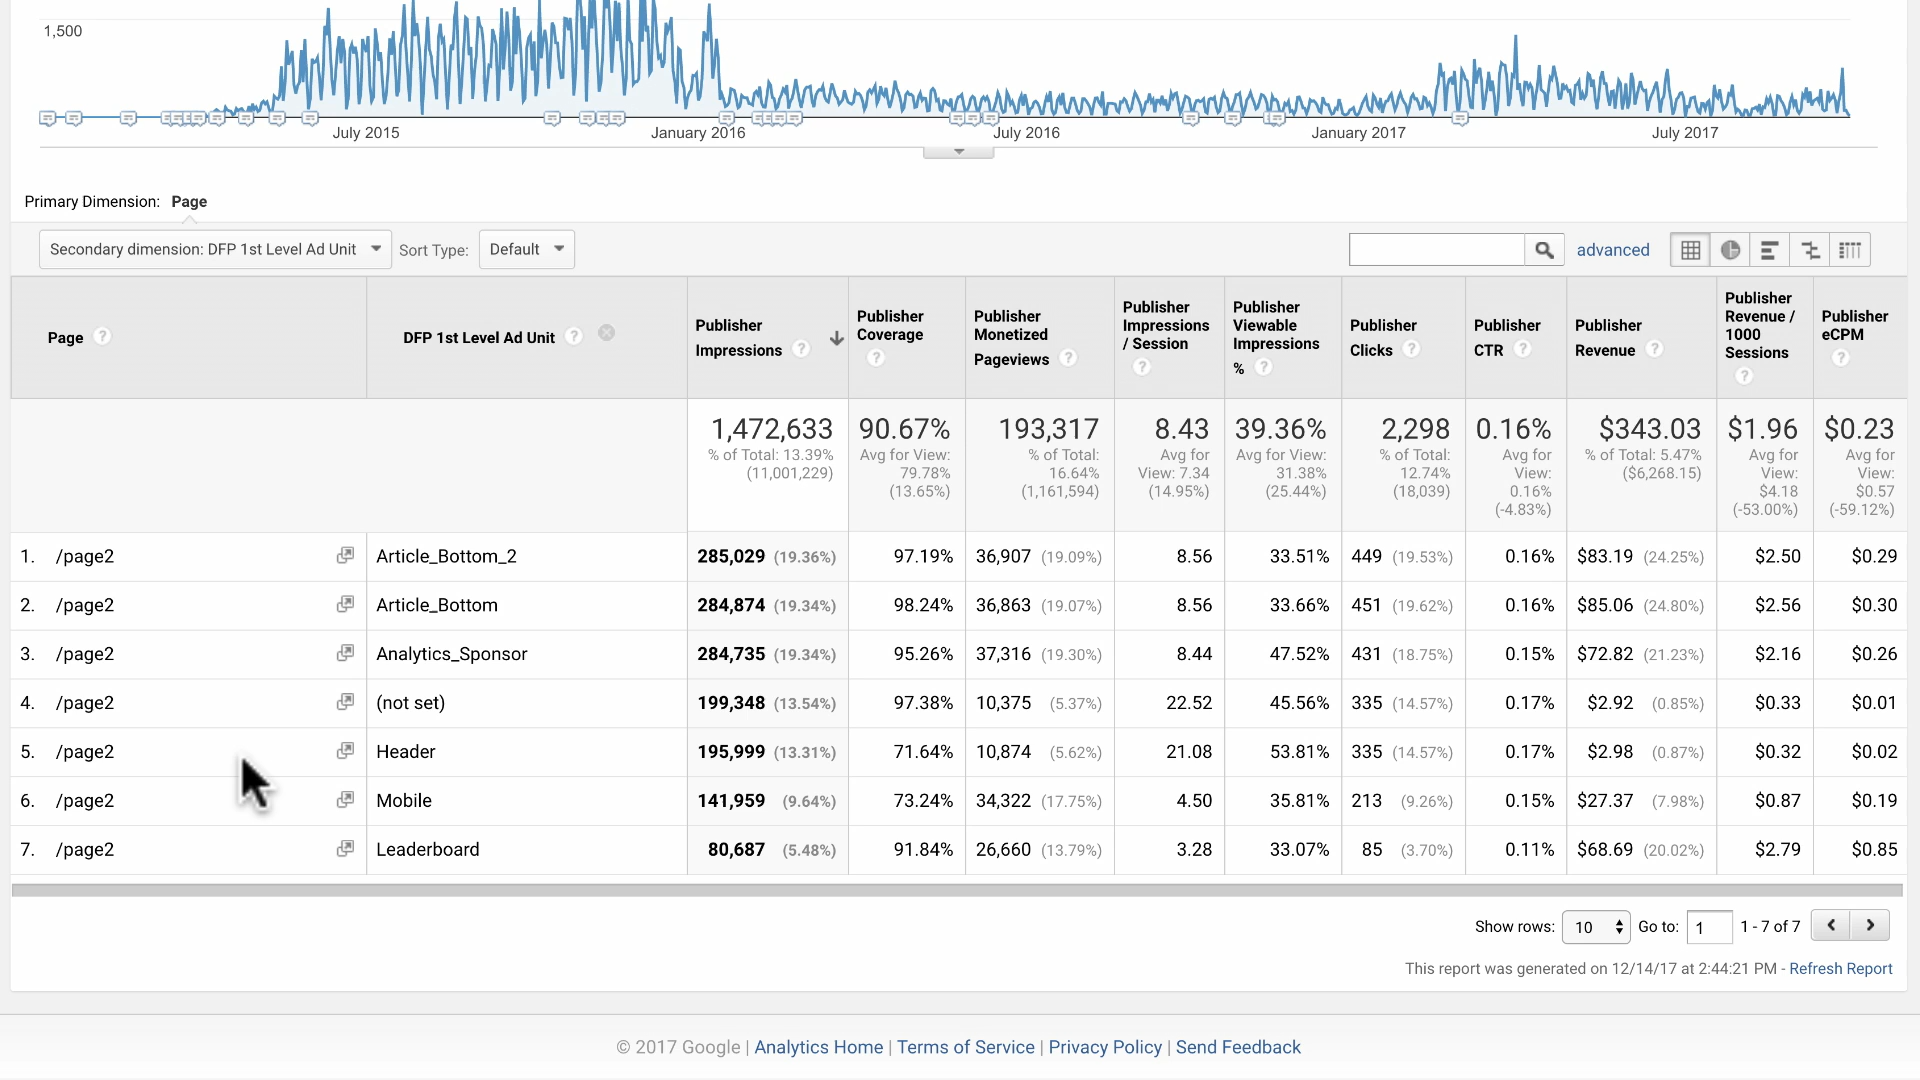 1,500
July 2015 January 2016 July 2016 January 2017 July 2017
Primary Dimension: Page
Secondary dimension: DFP 1st Level Ad Unit Sort Type: Default advanced
Page ? DFP 1st Level Ad Unit ? Publisher Impressions ? Publisher Coverage ? Publisher Monetized Pageviews ? Publisher Impressions / Session ? Publisher Viewable Impressions % ? Publisher Clicks ? Publisher CTR ? Publisher Revenue ? Publisher Revenue / 1000 Sessions ? Publisher eCPM ?
1,472,633 90.67% 193,317 8.43 39.36% 2,298 0.16% $343.03 $1.96 $0.23
% of Total: 13.39% (11,001,229) Avg for View: 79.78% (13.65%) % of Total: 16.64% (1,161,594) Avg for View: 7.34 (14.95%) Avg for View: 31.38% (25.44%) % of Total: 12.74% (18,039) Avg for View: 0.16% (-4.83%) % of Total: 5.47% ($6,268.15) Avg for View: $4.18 (-53.00%) Avg for View: $0.57 (-59.12%)
1. /page2 Article_Bottom_2 285,029 (19.36%) 97.19% 36,907 (19.09%) 8.56 33.51% 449 (19.53%) 0.16% $83.19 (24.25%) $2.50 $0.29
2. /page2 Article_Bottom 284,874 (19.34%) 98.24% 36,863 (19.07%) 8.56 33.66% 451 (19.62%) 0.16% $85.06 (24.80%) $2.56 $0.30
3. /page2 Analytics_Sponsor 284,735 (19.34%) 95.26% 37,316 (19.30%) 8.44 47.52% 431 (18.75%) 0.15% $72.82 (21.23%) $2.16 $0.26
4. /page2 (not set) 199,348 (13.54%) 97.38% 10,375 (5.37%) 22.52 45.56% 335 (14.57%) 0.17% $2.92 (0.85%) $0.33 $0.01
5. /page2 Header 195,999 (13.31%) 71.64% 10,874 (5.62%) 21.08 53.81% 335 (14.57%) 0.17% $2.98 (0.87%) $0.32 $0.02
6. /page2 Mobile 141,959 (9.64%) 73.24% 34,322 (17.75%) 4.50 35.81% 213 (9.26%) 0.15% $27.37 (7.98%) $0.87 $0.19
7. /page2 Leaderboard 80,687 (5.48%) 91.84% 26,660 (13.79%) 3.28 33.07% 85 (3.70%) 0.11% $68.69 (20.02%) $2.79 $0.85
Show rows: 10 Go to: 1 1 - 7 of 7
This report was generated on 12/14/17 at 2:44:21 PM - Refresh Report
© 2017 Google | Analytics Home | Terms of Service | Privacy Policy | Send Feedback